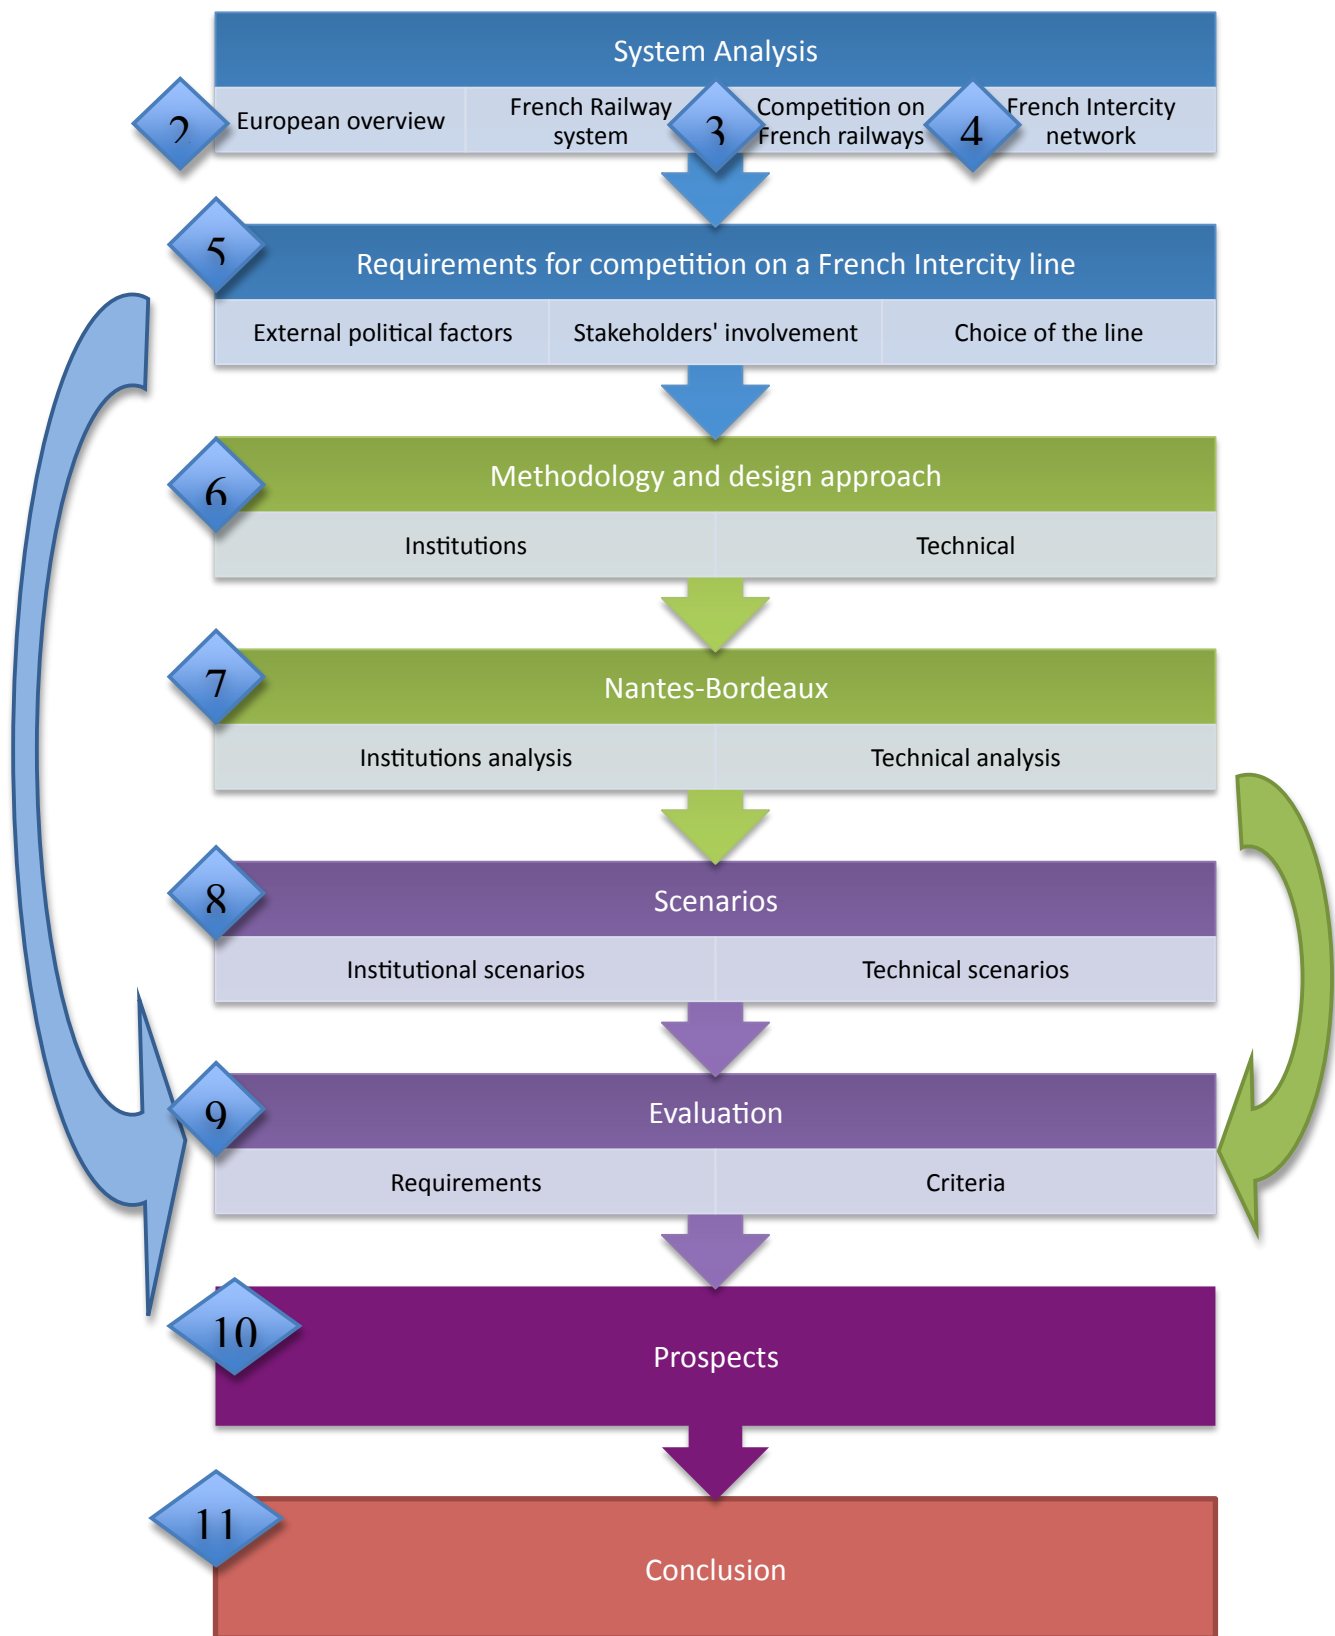 System Analysis
2
European overview
French Railway
system
3
Competition on
French railways
4
French Intercity
network
5
Requirements for competition on a French Intercity line
External political factors
Stakeholders' involvement
Choice of the line
6
Methodology and design approach
Institutions
Technical
7
Nantes-Bordeaux
Institutions analysis
Technical analysis
8
Scenarios
Institutional scenarios
Technical scenarios
9
Evaluation
Requirements
Criteria
10
Prospects
11
Conclusion